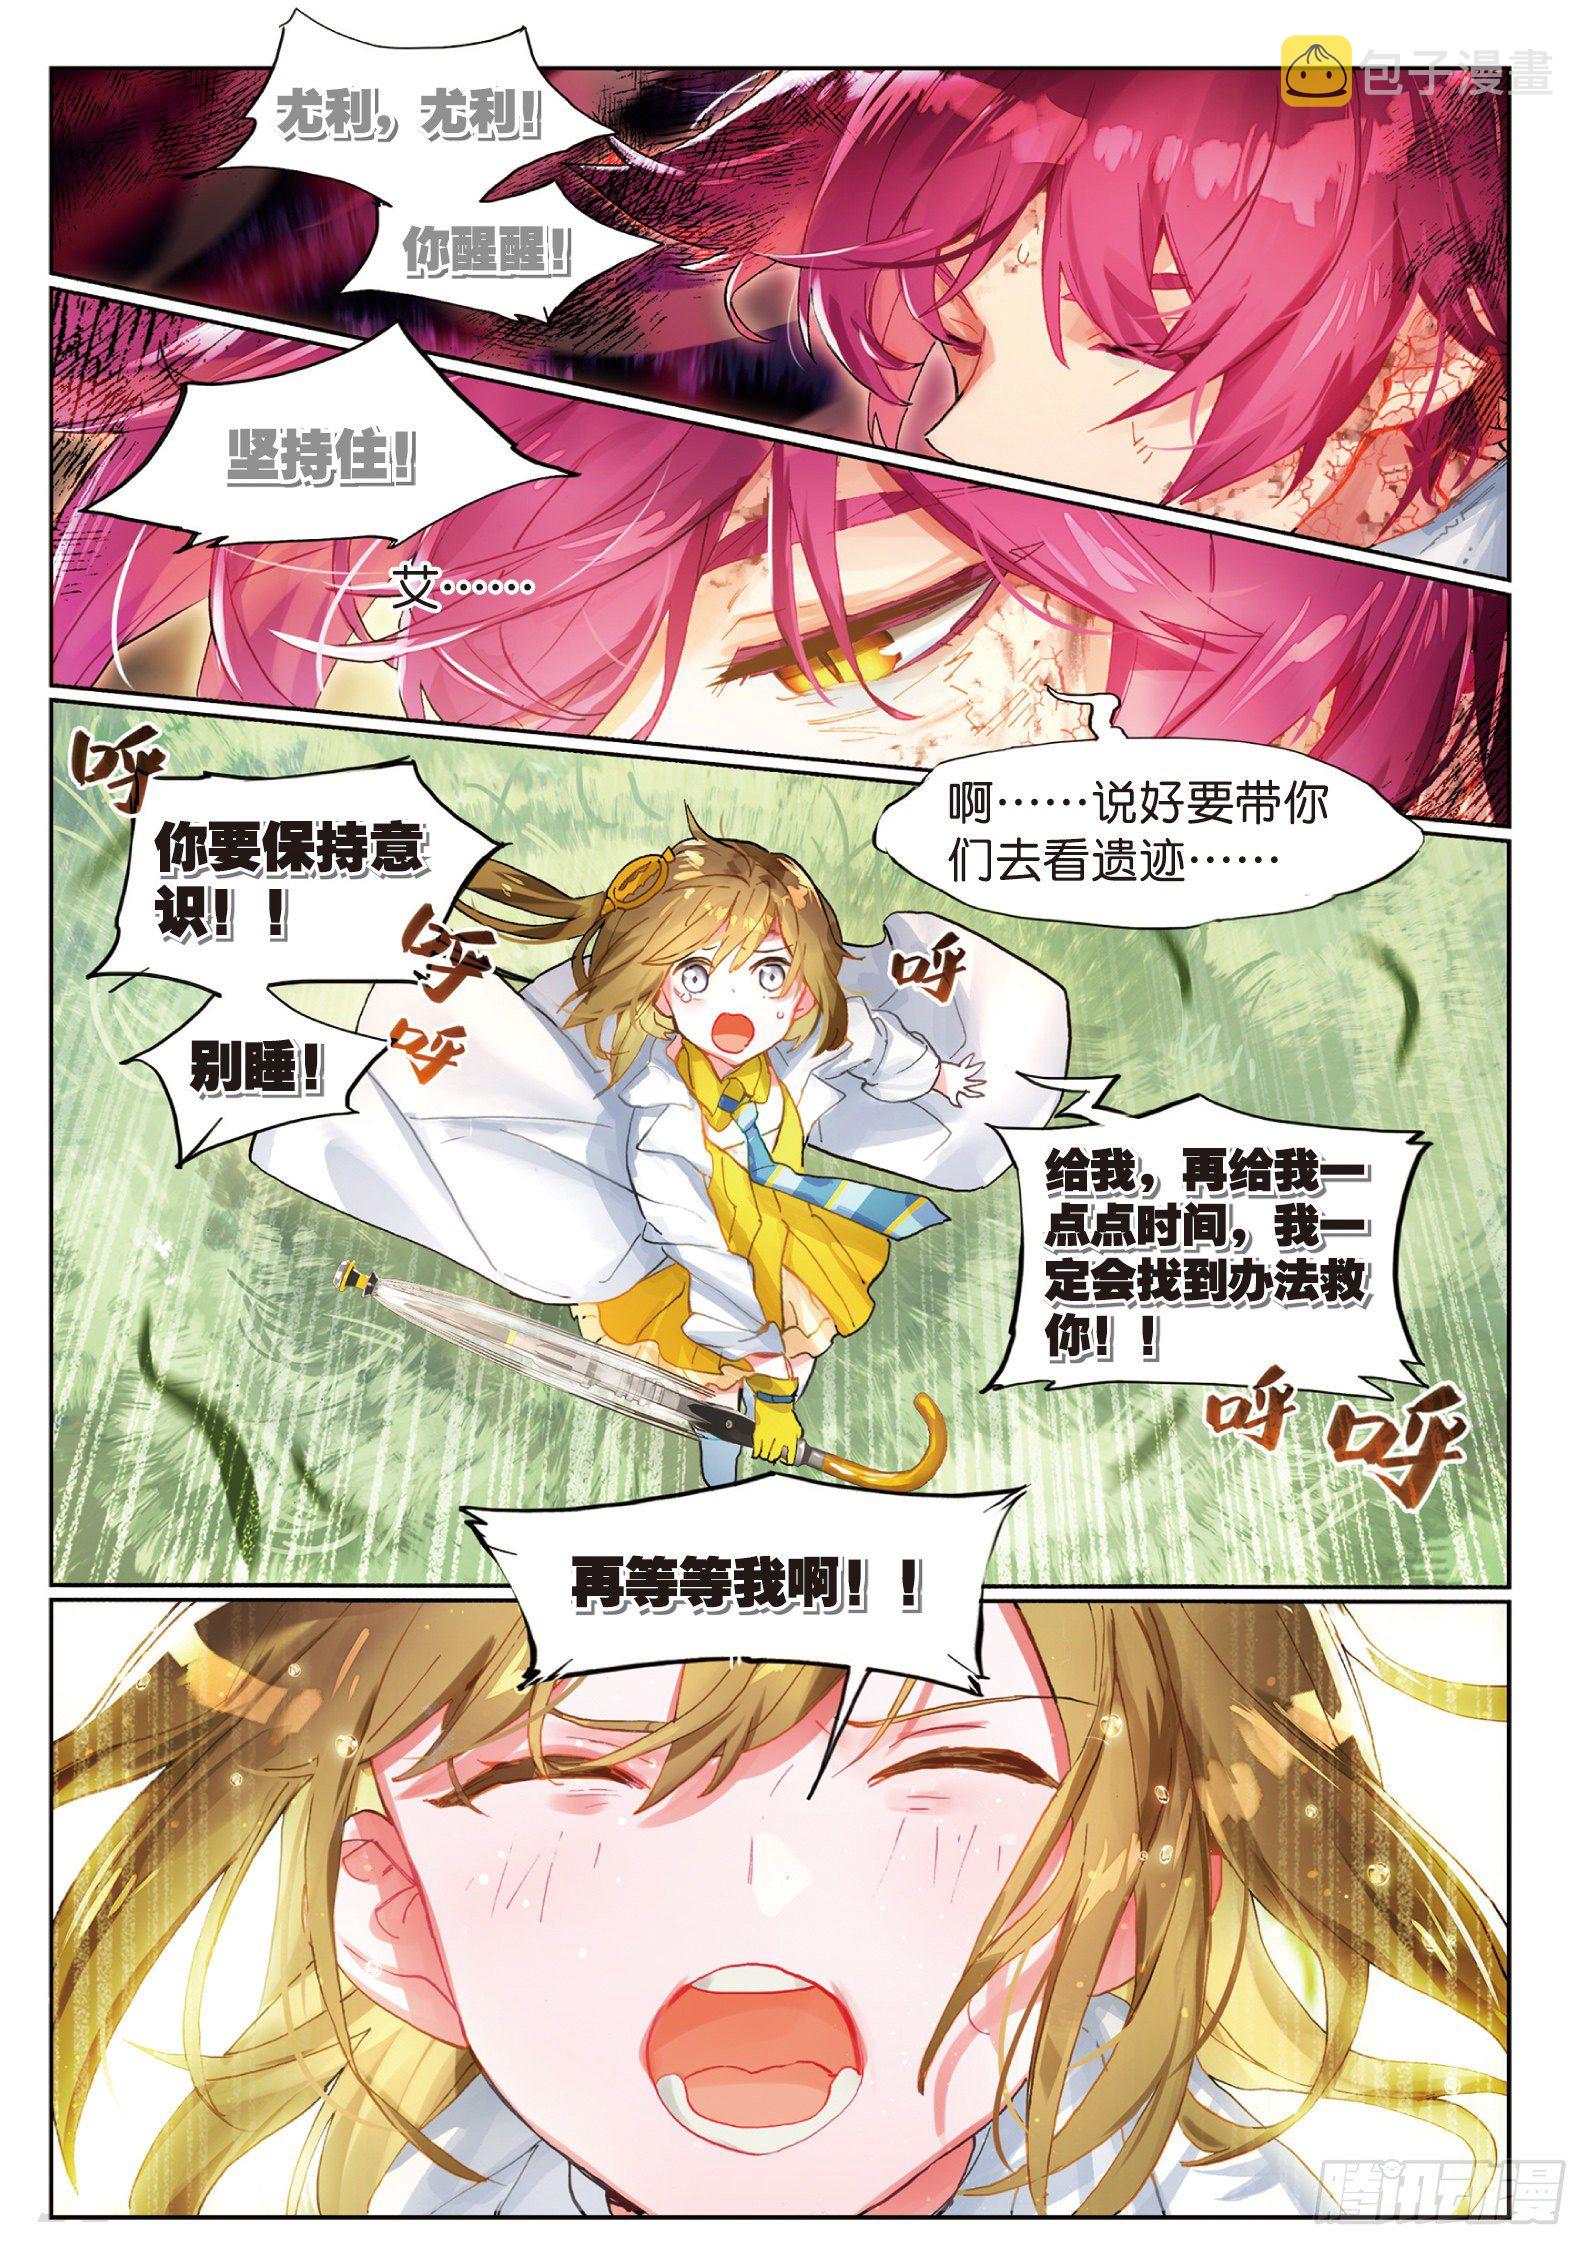 包子漫畫
尤利，尤利！
你醒醒！
坚持住！
艾……
呼
啊……说好要带你
们去看遗迹……
你要保持意
识！！
呼
呼
呼
别睡！
给我，再给我一
点点时间，我一
定会找到办法救
你！！
呼
呼
再等等我啊！！
腾讯动漫